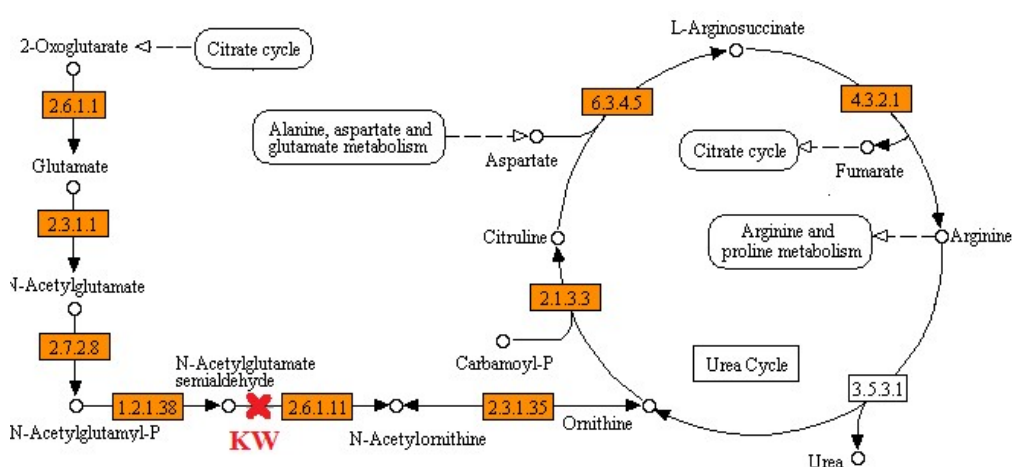 L-Arginosuccinate
2-Oxoglutarate
Citrate cycle
2.6.1.1
6.3.4.5
4.3.2.1
Alanine, aspartate and
glutamate metabolism
Aspartate
Citrate cycle
Fumarate
Glutamate
2.3.1.1
Citruline
Arginine and
proline metabolism
Arginine
N-Acetylglutamate
2.1.3.3
2.7.2.8
Carbamoyl-P
Urea Cycle
N-Acetylglutamate
semialdehyde
3.5.3.1
1.2.1.38
2.6.1.11
2.3.1.35
Ornithine
N-Acetylglutamyl-P
KW
N-Acetylornithine
Urea